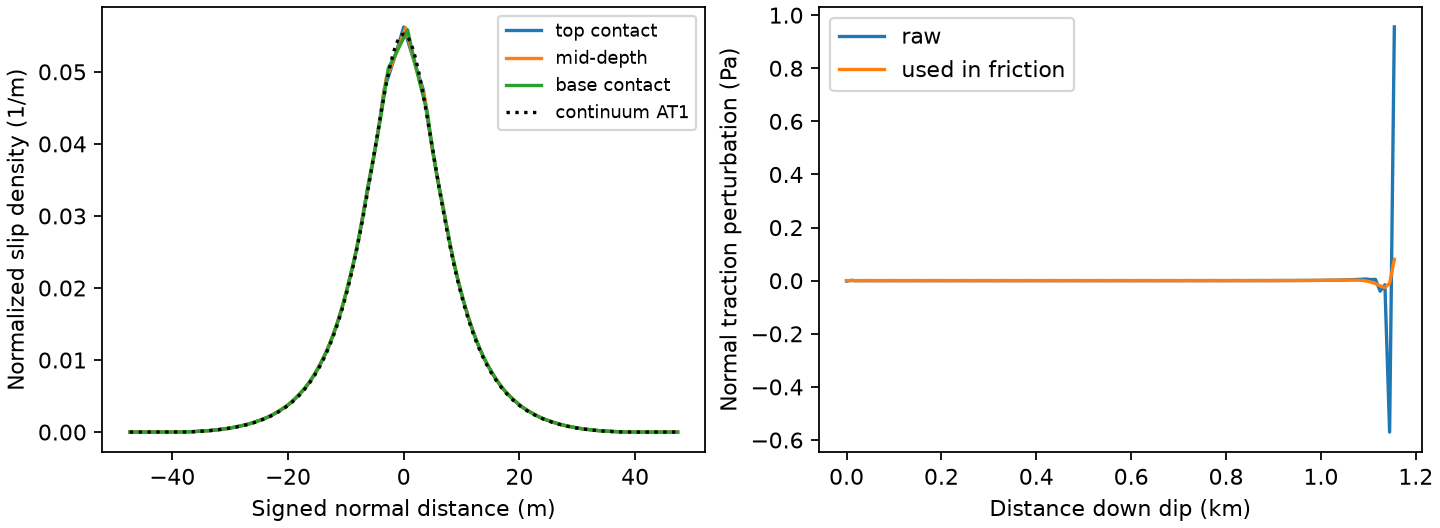 Normalized slip density (1/m)
0.05
0.04
0.03
0.02
0.01
0.00
top contact
mid-depth
base contact
continuum AT1
−40
−20
0
20
40
Signed normal distance (m)
Normal traction perturbation (Pa)
1.0
0.8
0.6
0.4
0.2
0.0
−0.2
−0.4
−0.6
raw
used in friction
0.0
0.2
0.4
0.6
0.8
1.0
1.2
Distance down dip (km)